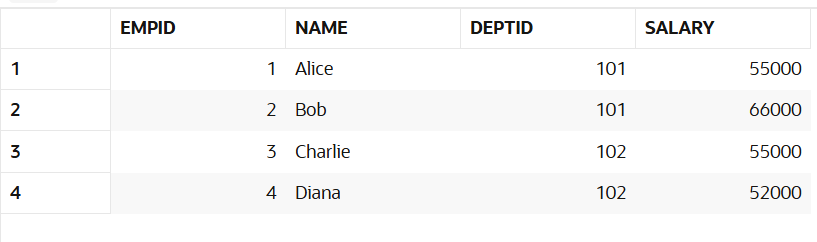 EMPID NAME DEPTID SALARY
1 1 Alice 101 55000
2 2 Bob 101 66000
3 3 Charlie 102 55000
4 4 Diana 102 52000